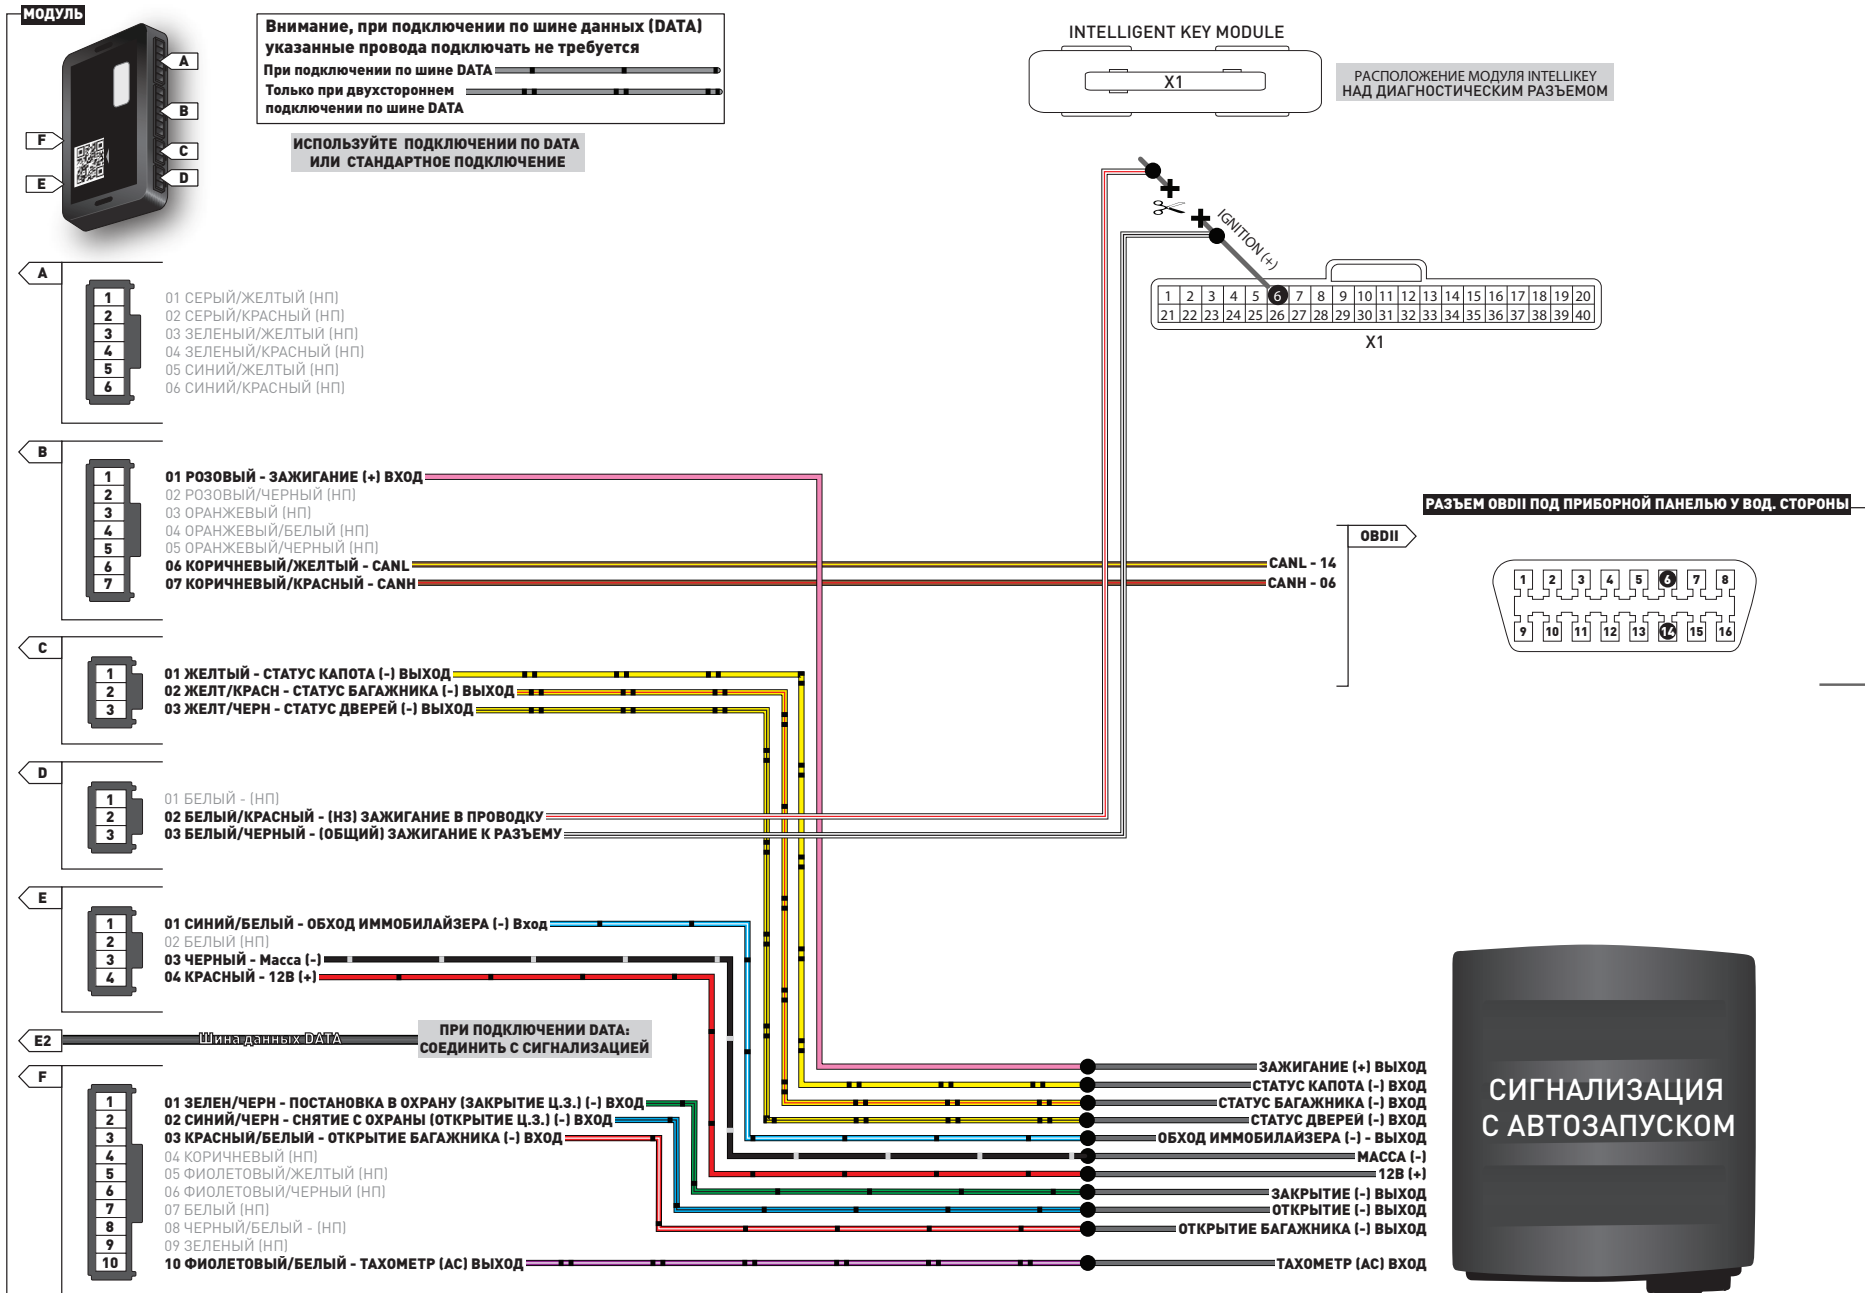 МОДУЛЬ
A
B
C
D
F
E
Внимание, при подключении по шине данных (DATA)
указанные провода подключать не требуется
При подключении по шине DATA
Только при двухстороннем
подключении по шине DATA
ИСПОЛЬЗУЙТЕ ПОДКЛЮЧЕНИИ ПО DATA
ИЛИ СТАНДАРТНОЕ ПОДКЛЮЧЕНИЕ
INTELLIGENT KEY MODULE
X1
РАСПОЛОЖЕНИЕ МОДУЛЯ INTELLIKEY
НАД ДИАГНОСТИЧЕСКИМ РАЗЪЕМОМ
IGNITION (+)
1 2 3 4 5 6 7 8 9 10 11 12 13 14 15 16 17 18 19 20
21 22 23 24 25 26 27 28 29 30 31 32 33 34 35 36 37 38 39 40
X1
A
1 01 СЕРЫЙ/ЖЕЛТЫЙ (НП)
2 02 СЕРЫЙ/КРАСНЫЙ (НП)
3 03 ЗЕЛЕНЫЙ/ЖЕЛТЫЙ (НП)
4 04 ЗЕЛЕНЫЙ/КРАСНЫЙ (НП)
5 05 СИНИЙ/ЖЕЛТЫЙ (НП)
6 06 СИНИЙ/КРАСНЫЙ (НП)
B
1 01 РОЗОВЫЙ - ЗАЖИГАНИЕ (+) ВХОД
2 02 РОЗОВЫЙ/ЧЕРНЫЙ (НП)
3 03 ОРАНЖЕВЫЙ (НП)
4 04 ОРАНЖЕВЫЙ/БЕЛЫЙ (НП)
5 05 ОРАНЖЕВЫЙ/ЧЕРНЫЙ (НП)
6 06 КОРИЧНЕВЫЙ/ЖЕЛТЫЙ - CANL
7 07 КОРИЧНЕВЫЙ/КРАСНЫЙ - CANH
CANL - 14
CANH - 06
OBDII
РАЗЪЕМ OBDII ПОД ПРИБОРНОЙ ПАНЕЛЬЮ У ВОД. СТОРОНЫ
1 2 3 4 5 6 7 8
9 10 11 12 13 14 15 16
C
1 01 ЖЕЛТЫЙ - СТАТУС КАПОТА (-) ВЫХОД
2 02 ЖЕЛТ/КРАСН - СТАТУС БАГАЖНИКА (-) ВЫХОД
3 03 ЖЕЛТ/ЧЕРН - СТАТУС ДВЕРЕЙ (-) ВЫХОД
D
1 01 БЕЛЫЙ - (НП)
2 02 БЕЛЫЙ/КРАСНЫЙ - (НЗ) ЗАЖИГАНИЕ В ПРОВОДКУ
3 03 БЕЛЫЙ/ЧЕРНЫЙ - (ОБЩИЙ) ЗАЖИГАНИЕ К РАЗЪЕМУ
E
1 01 СИНИЙ/БЕЛЫЙ - ОБХОД ИММОБИЛАЙЗЕРА (-) Вход
2 02 БЕЛЫЙ (НП)
3 03 ЧЕРНЫЙ - Масса (-)
4 04 КРАСНЫЙ - 12В (+)
E2
Шина данных DATA
ПРИ ПОДКЛЮЧЕНИИ DATA:
СОЕДИНИТЬ С СИГНАЛИЗАЦИЕЙ
F
1 01 ЗЕЛЕН/ЧЕРН - ПОСТАНОВКА В ОХРАНУ (ЗАКРЫТИЕ Ц.З.) (-) ВХОД
2 02 СИНИЙ/ЧЕРН - СНЯТИЕ С ОХРАНЫ (ОТКРЫТИЕ Ц.З.) (-) ВХОД
3 03 КРАСНЫЙ/БЕЛЫЙ - ОТКРЫТИЕ БАГАЖНИКА (-) ВХОД
4 04 КОРИЧНЕВЫЙ (НП)
5 05 ФИОЛЕТОВЫЙ/ЖЕЛТЫЙ (НП)
6 06 ФИОЛЕТОВЫЙ/ЧЕРНЫЙ (НП)
7 07 БЕЛЫЙ (НП)
8 08 ЧЕРНЫЙ/БЕЛЫЙ - (НП)
9 09 ЗЕЛЕНЫЙ (НП)
10 10 ФИОЛЕТОВЫЙ/БЕЛЫЙ - ТАХОМЕТР (АС) ВЫХОД
ЗАЖИГАНИЕ (+) ВЫХОД
СТАТУС КАПОТА (-) ВХОД
СТАТУС БАГАЖНИКА (-) ВХОД
СТАТУС ДВЕРЕЙ (-) ВХОД
ОБХОД ИММОБИЛАЙЗЕРА (-) - ВЫХОД
МАССА (-)
12В (+)
ЗАКРЫТИЕ (-) ВЫХОД
ОТКРЫТИЕ (-) ВЫХОД
ОТКРЫТИЕ БАГАЖНИКА (-) ВЫХОД
ТАХОМЕТР (АС) ВХОД
СИГНАЛИЗАЦИЯ
С АВТОЗАПУСКОМ